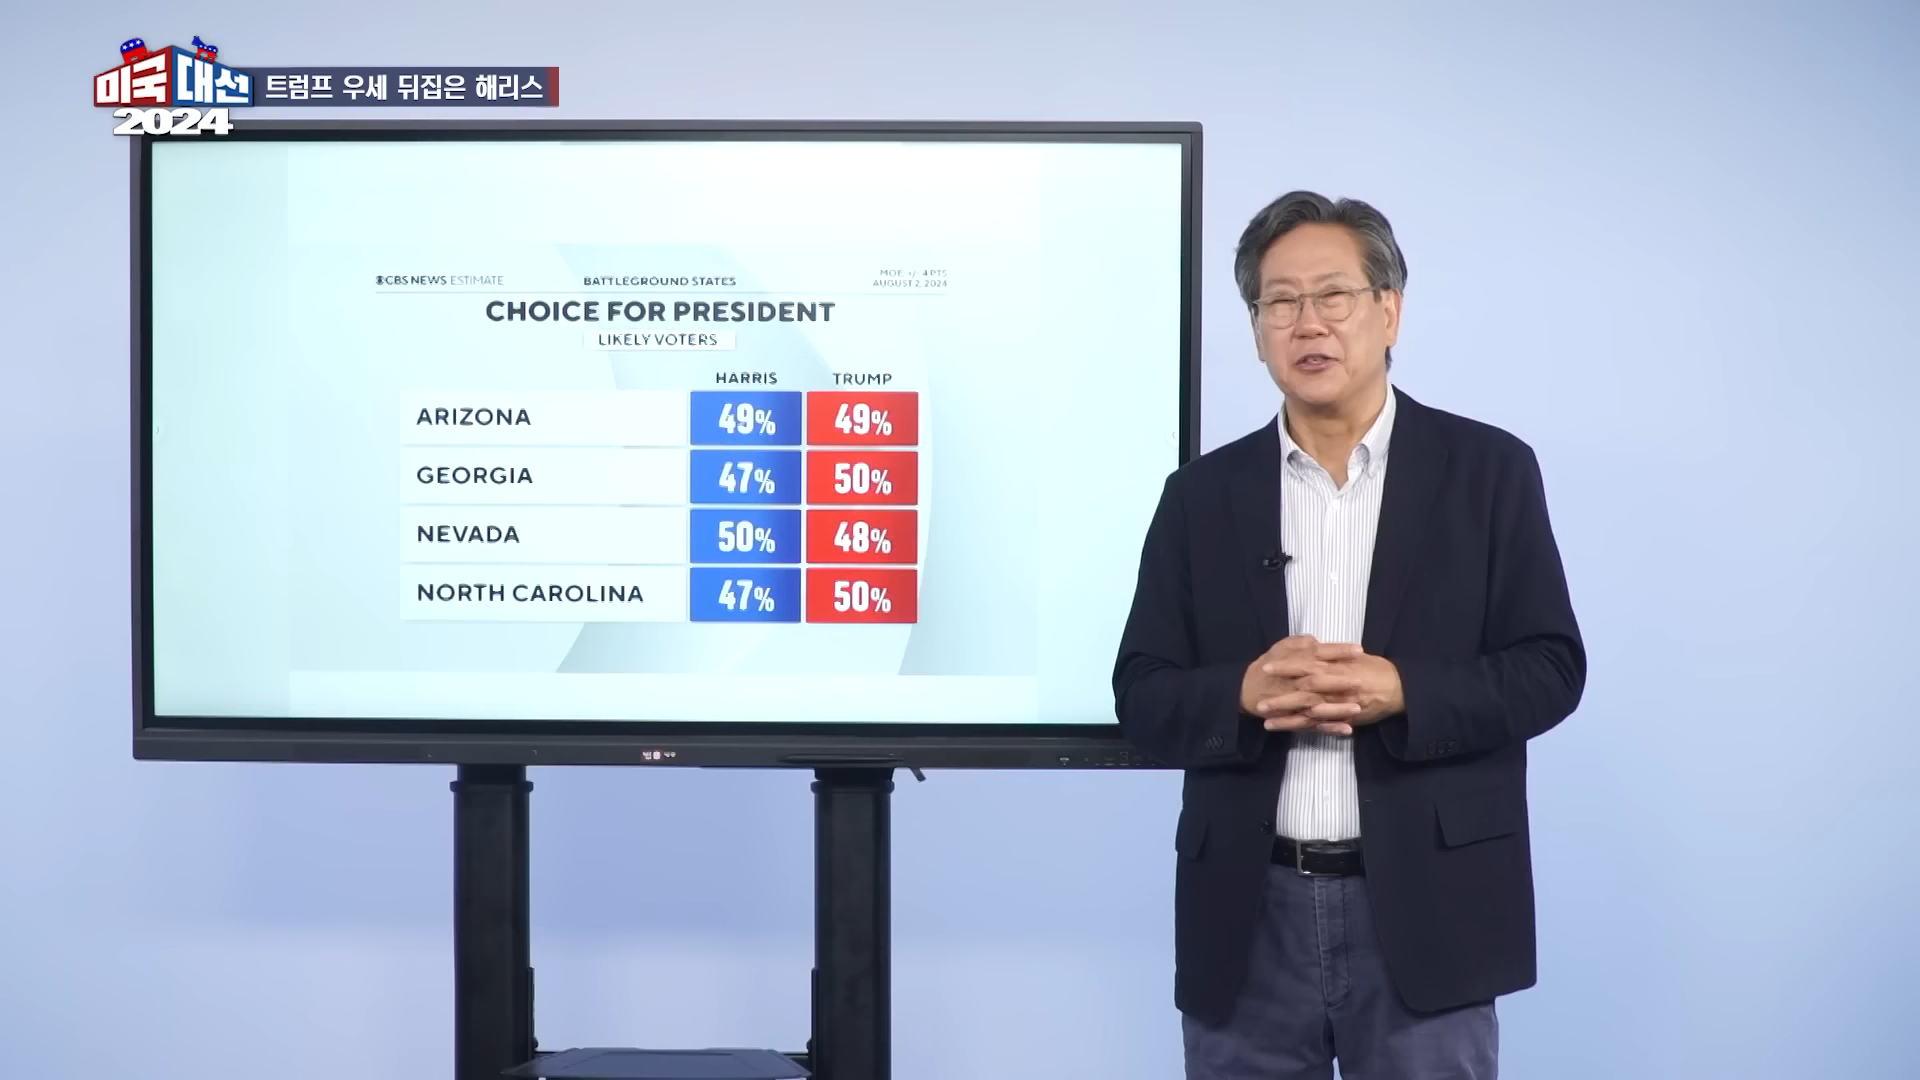 미국 대선
2024
트럼프 우세 뒤집은 해리스
CBS NEWS ESTIMATE
BATTLEGROUND STATES
MOE +/- 4 PTS
AUGUST 2, 2024
CHOICE FOR PRESIDENT
LIKELY VOTERS
HARRIS TRUMP
ARIZONA 49% 49%
GEORGIA 47% 50%
NEVADA 50% 48%
NORTH CAROLINA 47% 50%